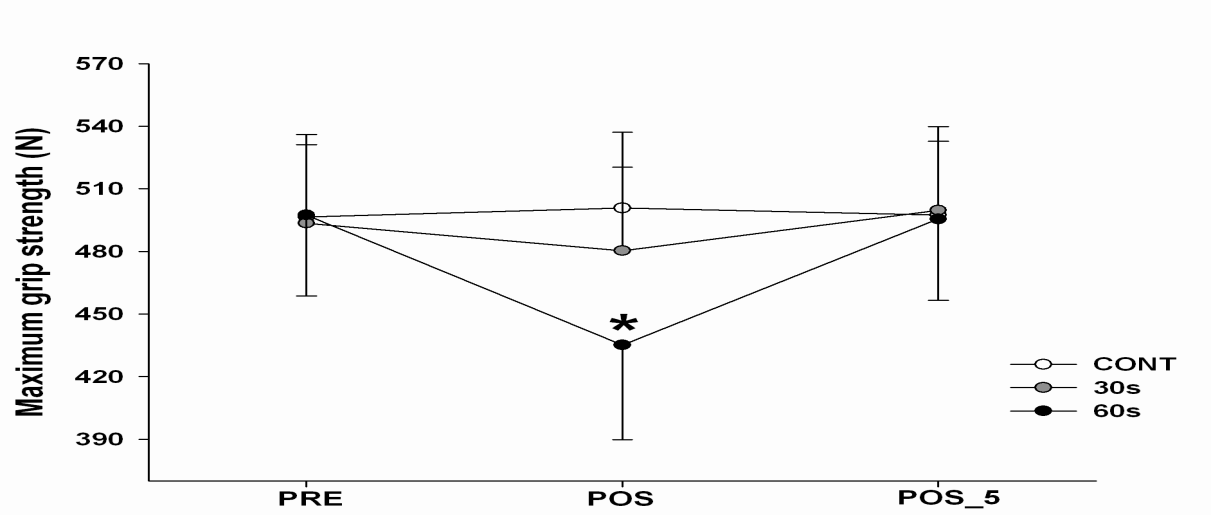 Maximum grip strength (N)
570
540
510
480
450
420
390
*
PRE
POS
POS_5
CONT
30s
60s